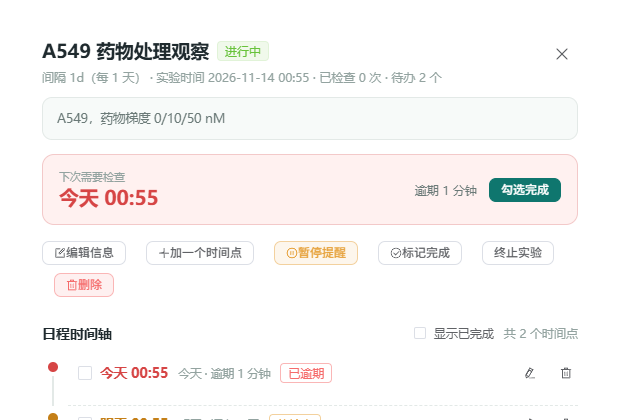 A549 药物处理观察 进行中
间隔 1d（每 1 天） · 实验时间 2026-11-14 00:55 · 已检查 0 次 · 待办 2 个
A549，药物梯度 0/10/50 nM
下次需要检查
今天 00:55 逾期 1 分钟 勾选完成
编辑信息 加一个时间点 暂停提醒 标记完成 终止实验
删除
日程时间轴 显示已完成 共 2 个时间点
今天 00:55 今天 · 逾期 1 分钟 已逾期